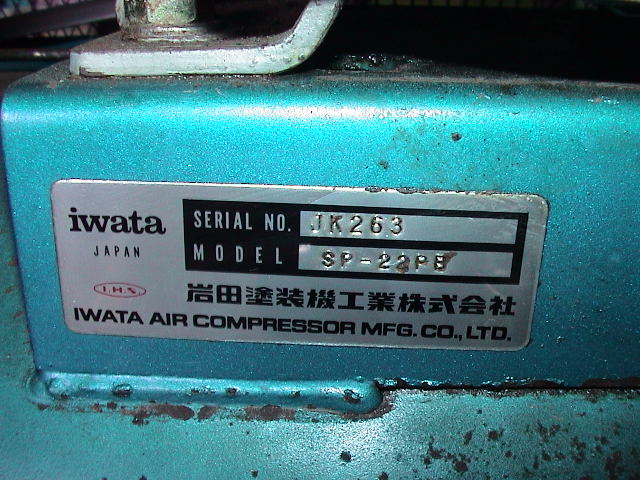 iwata
JAPAN
SERIAL NO. JK263
MODEL SP-22PB
I.H.S.
岩田塗装機工業株式会社
IWATA AIR COMPRESSOR MFG. CO., LTD.